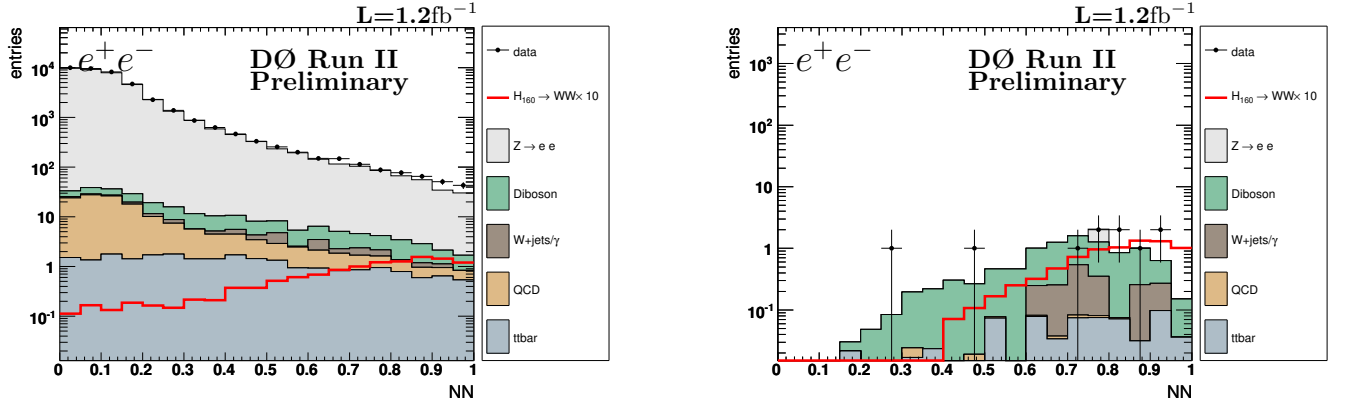 L=1.2fb⁻¹
entries
e⁺e⁻
DØ Run II
Preliminary
10⁴
10³
10²
10
1
10⁻¹
0 0.1 0.2 0.3 0.4 0.5 0.6 0.7 0.8 0.9 1
NN
data
H₁₆₀ → WW× 10
Z → e e
Diboson
W+jets/γ
QCD
ttbar
L=1.2fb⁻¹
entries
e⁺e⁻
DØ Run II
Preliminary
10³
10²
10
1
10⁻¹
0 0.1 0.2 0.3 0.4 0.5 0.6 0.7 0.8 0.9 1
NN
data
H₁₆₀ → WW× 10
Z → e e
Diboson
W+jets/γ
QCD
ttbar